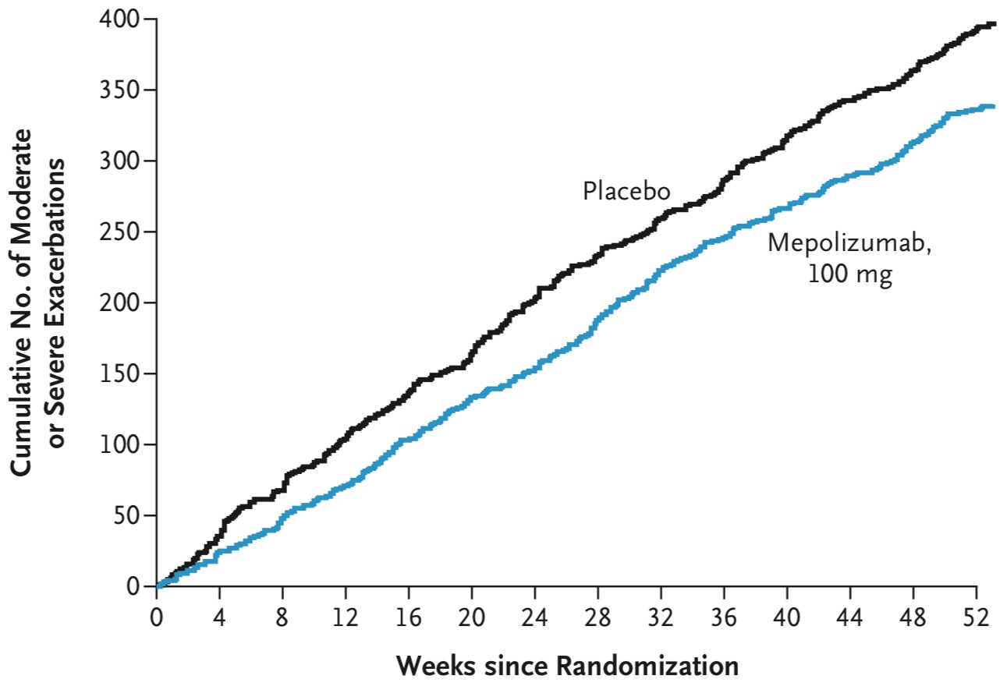 Cumulative No. of Moderate
or Severe Exacerbations
400
350
300
250
200
150
100
50
0
Placebo
Mepolizumab,
100 mg
0 4 8 12 16 20 24 28 32 36 40 44 48 52
Weeks since Randomization